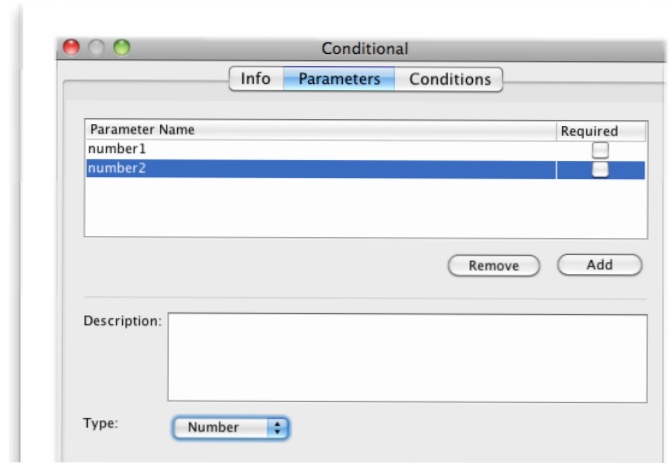 Conditional
Info Parameters Conditions
Parameter Name Required
number1
number2
Remove Add
Description:
Type: Number